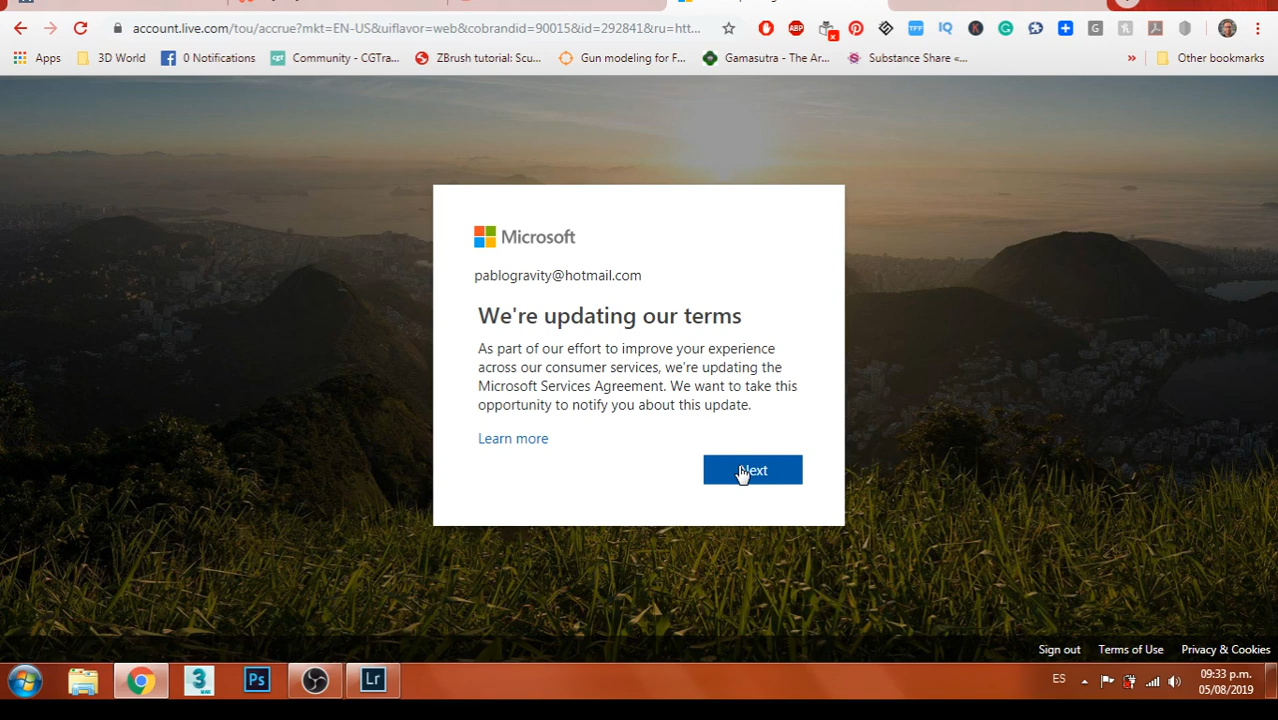 account.live.com/tou/accrue?mkt=EN-US&uiflavor=web&cobrandid=90015&id=292841&ru=htt...
Apps 3D World 0 Notifications Community - CGTra... ZBrush tutorial: Scu... Gun modeling for F... Gamasutra - The Ar... Substance Share «... » Other bookmarks
Microsoft
pablogravity@hotmail.com
We're updating our terms
As part of our effort to improve your experience
across our consumer services, we're updating the
Microsoft Services Agreement. We want to take this
opportunity to notify you about this update.
Learn more
Next
Sign out Terms of Use Privacy & Cookies
3 Ps Lr ES 09:33 p.m.
05/08/2019